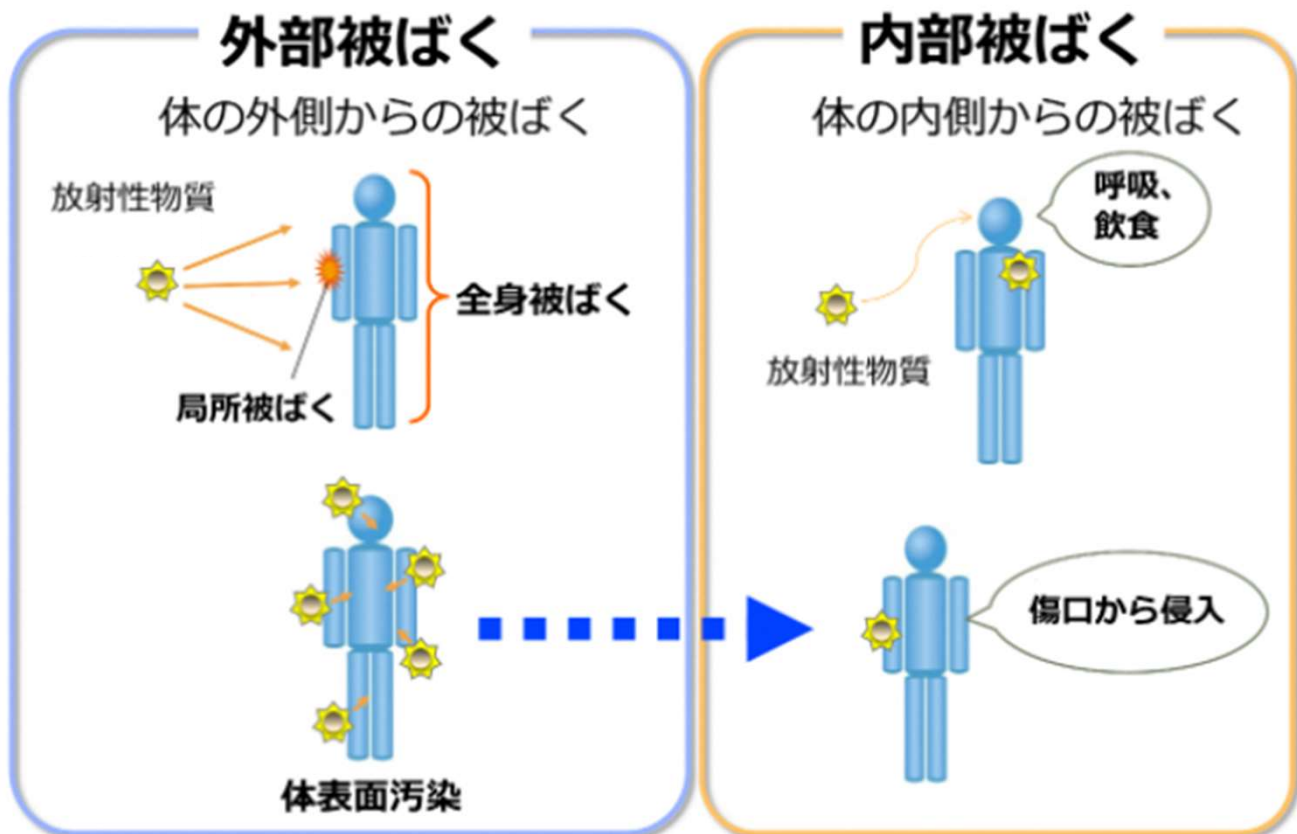 外部被ばく
体の外側からの被ばく
放射性物質
全身被ばく
局所被ばく
体表面汚染
内部被ばく
体の内側からの被ばく
呼吸、
飲食
放射性物質
傷口から侵入